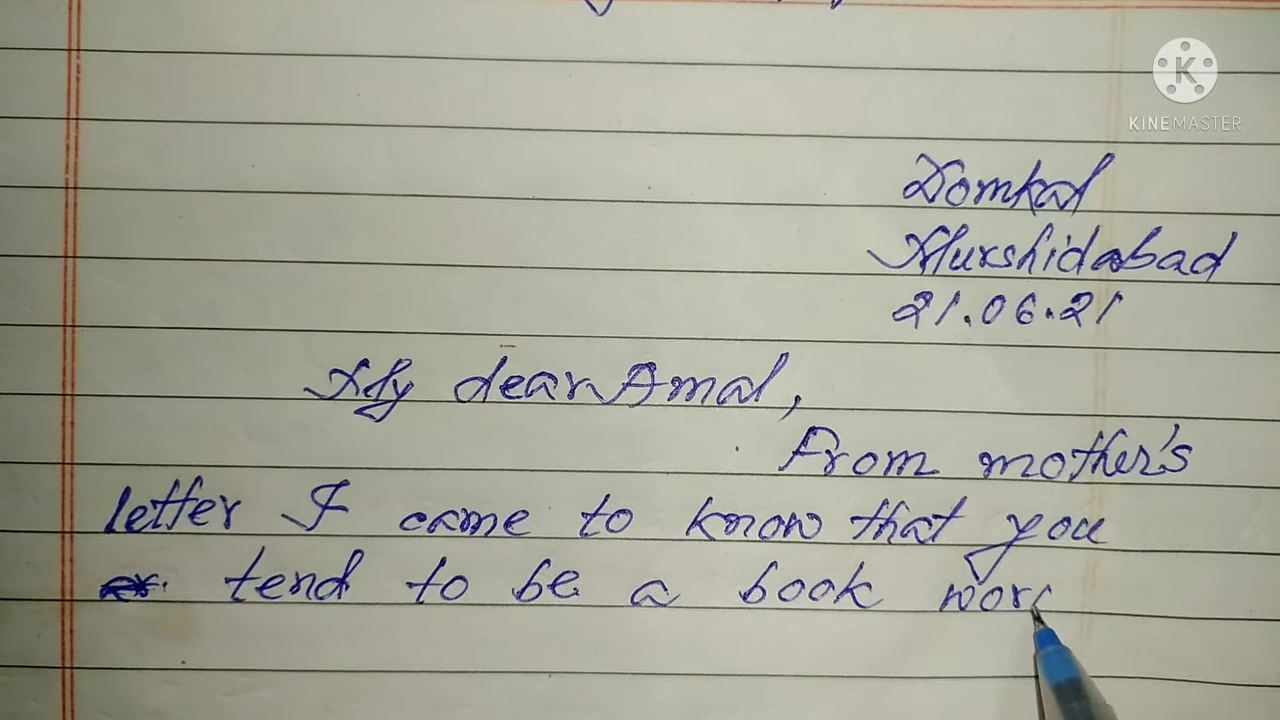 KINEMASTER
Domkal
Murshidabad
21.06.21
My dear Amal,
From mother's
letter I came to know that you
tend to be a book wor